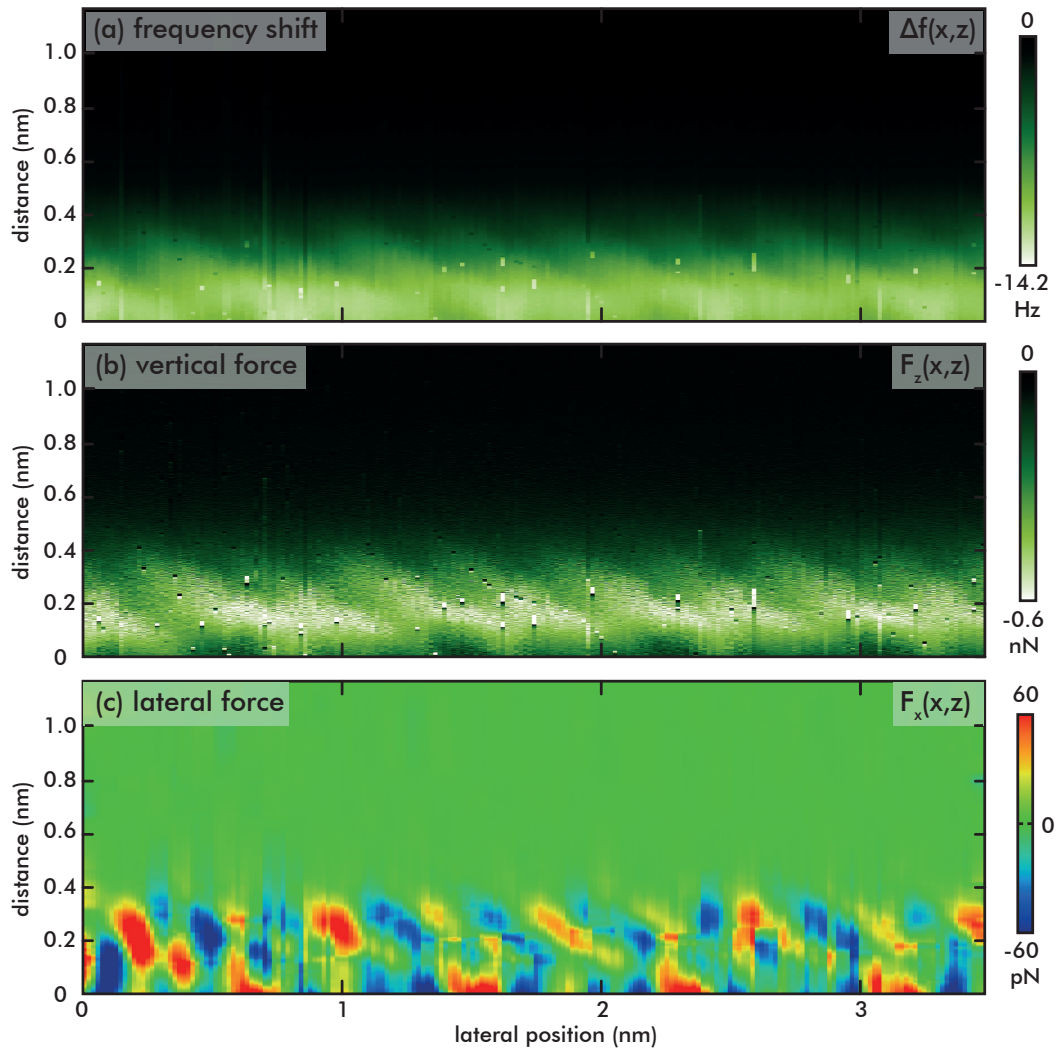 (a) frequency shift
Δf(x,z)
0
-14.2
Hz
distance (nm)
1.0
0.8
0.6
0.4
0.2
0
(b) vertical force
F_z(x,z)
0
-0.6
nN
distance (nm)
1.0
0.8
0.6
0.4
0.2
0
(c) lateral force
F_x(x,z)
60
0
-60
pN
distance (nm)
1.0
0.8
0.6
0.4
0.2
0
0 1 2 3
lateral position (nm)